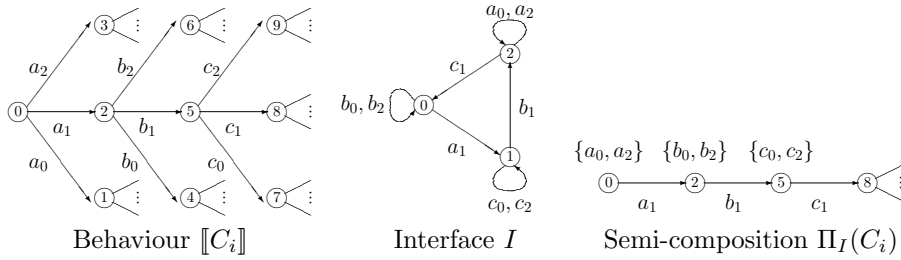 3
6
9
a_2
b_2
c_2
0
2
5
8
a_1
b_1
c_1
a_0
b_0
c_0
1
4
7
Behaviour ⟦C_i⟧
a_0, a_2
2
c_1
b_0, b_2
0
b_1
a_1
1
c_0, c_2
Interface I
{a_0, a_2} {b_0, b_2} {c_0, c_2}
0
2
5
8
a_1
b_1
c_1
Semi-composition Π_I(C_i)